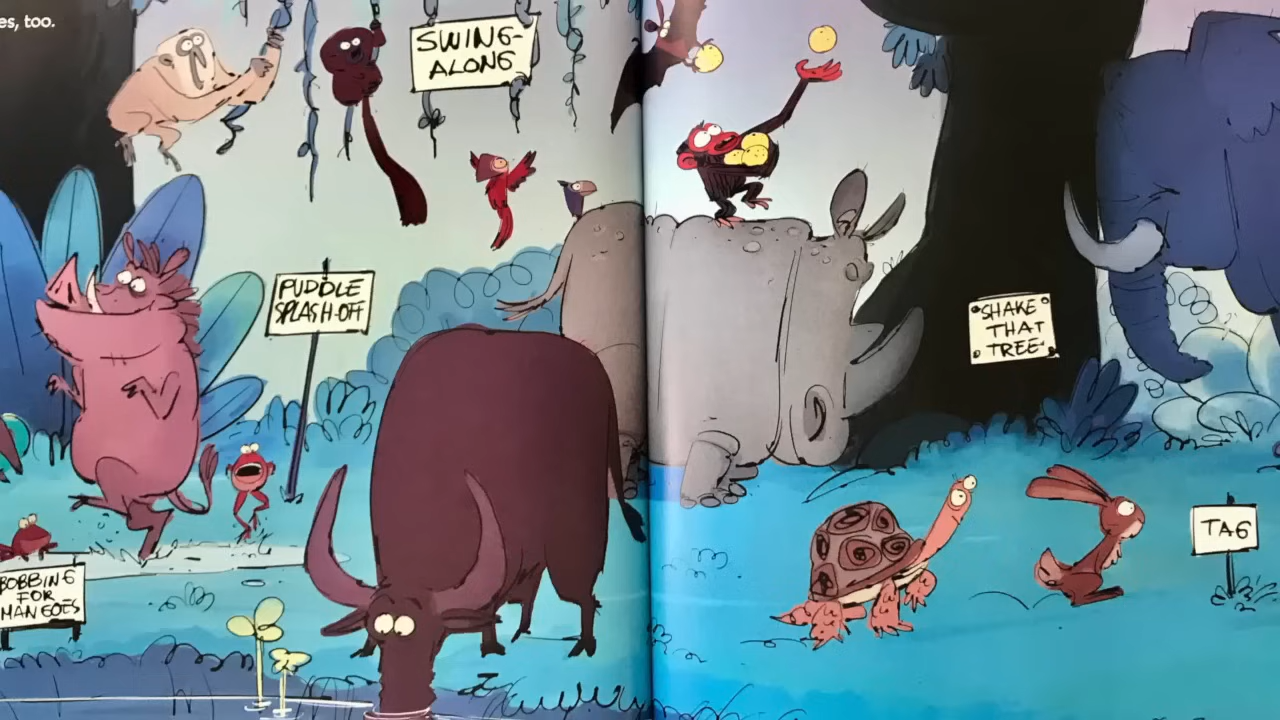 es, too.
SWING-
ALONG
PUDDLE
SPLASH-OFF
SHAKE
THAT
TREE
TAG
BOBBING
FOR
MANGOES